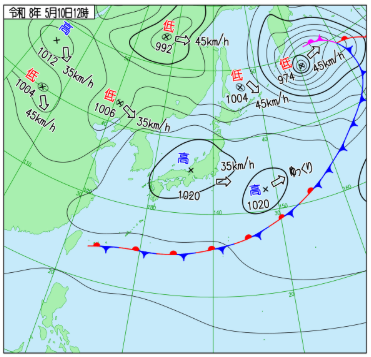 令和 8年 5月10日12時
高
1012
35km/h
低
992
45km/h
低
974
45km/h
低
1004
45km/h
低
1006
35km/h
低
1004
45km/h
高
1020
35km/h
高
1020
ゆっくり